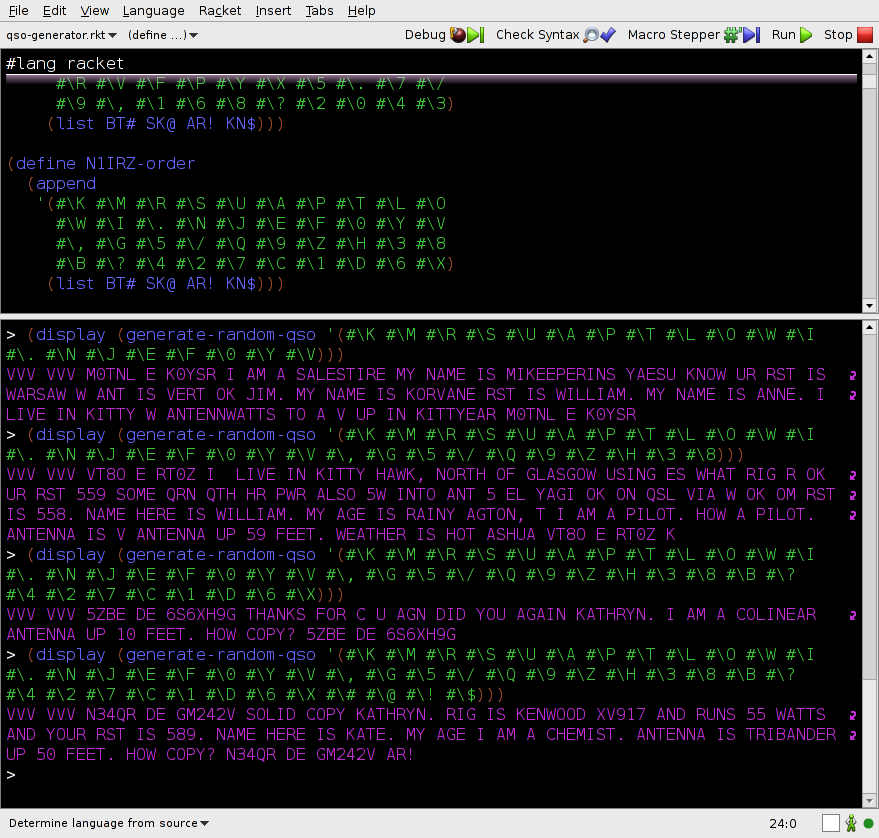 File Edit View Language Racket Insert Tabs Help
qso-generator.rkt (define ...) Debug Check Syntax Macro Stepper Run Stop
#lang racket
#\R #\V #\F #\P #\Y #\X #\5 #\. #\7 #\/
#\9 #\, #\1 #\6 #\8 #\? #\2 #\0 #\4 #\3)
(list BT# SK@ AR! KN$)))
(define N1IRZ-order
(append
'(#\K #\M #\R #\S #\U #\A #\P #\T #\L #\O
#\W #\I #\. #\N #\J #\E #\F #\0 #\Y #\V
#\, #\G #\5 #\/ #\Q #\9 #\Z #\H #\3 #\8
#\B #\? #\4 #\2 #\7 #\C #\1 #\D #\6 #\X)
(list BT# SK@ AR! KN$)))
> (display (generate-random-qso '(#\K #\M #\R #\S #\U #\A #\P #\T #\L #\O #\W #\I
#\. #\N #\J #\E #\F #\0 #\Y #\V)))
VVV VVV M0TNL E K0YSR I AM A SALESTIRE MY NAME IS MIKEEPERINS YAESU KNOW UR RST IS
WARSAW W ANT IS VERT OK JIM. MY NAME IS KORVANE RST IS WILLIAM. MY NAME IS ANNE. I
LIVE IN KITTY W ANTENNWATTS TO A V UP IN KITTYEAR M0TNL E K0YSR
> (display (generate-random-qso '(#\K #\M #\R #\S #\U #\A #\P #\T #\L #\O #\W #\I
#\. #\N #\J #\E #\F #\0 #\Y #\V #\, #\G #\5 #\/ #\Q #\9 #\Z #\H #\3 #\8)))
VVV VVV VT8O E RT0Z I  LIVE IN KITTY HAWK, NORTH OF GLASGOW USING ES WHAT RIG R OK
UR RST 559 SOME QRN QTH HR PWR ALSO 5W INTO ANT 5 EL YAGI OK ON QSL VIA W OK OM RST
IS 558. NAME HERE IS WILLIAM. MY AGE IS RAINY AGTON, T I AM A PILOT. HOW A PILOT.
ANTENNA IS V ANTENNA UP 59 FEET. WEATHER IS HOT ASHUA VT8O E RT0Z K
> (display (generate-random-qso '(#\K #\M #\R #\S #\U #\A #\P #\T #\L #\O #\W #\I
#\. #\N #\J #\E #\F #\0 #\Y #\V #\, #\G #\5 #\/ #\Q #\9 #\Z #\H #\3 #\8 #\B #\?
#\4 #\2 #\7 #\C #\1 #\D #\6 #\X)))
VVV VVV 5ZBE DE 6S6XH9G THANKS FOR C U AGN DID YOU AGAIN KATHRYN. I AM A COLINEAR
ANTENNA UP 10 FEET. HOW COPY? 5ZBE DE 6S6XH9G
> (display (generate-random-qso '(#\K #\M #\R #\S #\U #\A #\P #\T #\L #\O #\W #\I
#\. #\N #\J #\E #\F #\0 #\Y #\V #\, #\G #\5 #\/ #\Q #\9 #\Z #\H #\3 #\8 #\B #\?
#\4 #\2 #\7 #\C #\1 #\D #\6 #\X #\# #\@ #\! #\$)))
VVV VVV N34QR DE GM242V SOLID COPY KATHRYN. RIG IS KENWOOD XV917 AND RUNS 55 WATTS
AND YOUR RST IS 589. NAME HERE IS KATE. MY AGE I AM A CHEMIST. ANTENNA IS TRIBANDER
UP 50 FEET. HOW COPY? N34QR DE GM242V AR!
>
Determine language from source 24:0